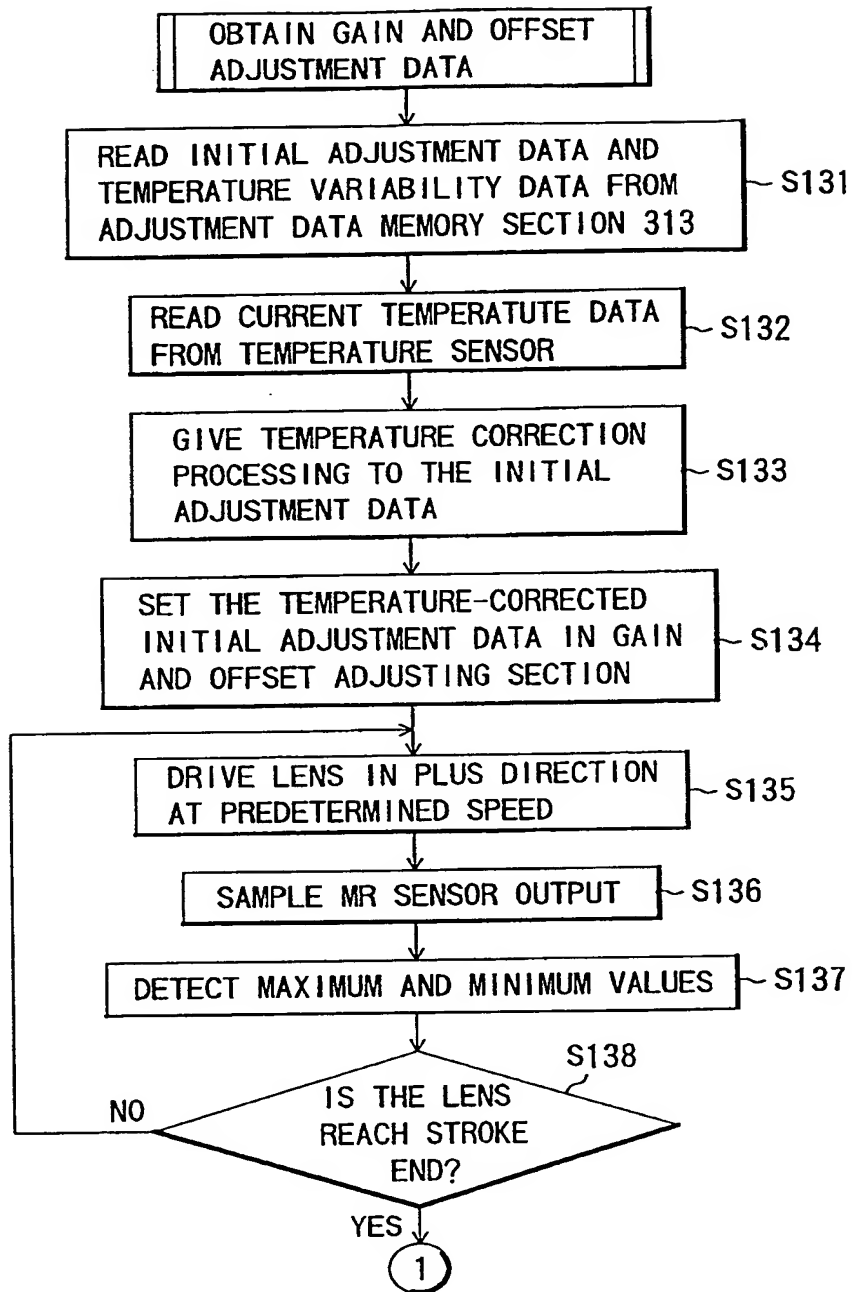 OBTAIN GAIN AND OFFSET
ADJUSTMENT DATA
READ INITIAL ADJUSTMENT DATA AND
TEMPERATURE VARIABILITY DATA FROM
ADJUSTMENT DATA MEMORY SECTION 313
S131
READ CURRENT TEMPERATUTE DATA
FROM TEMPERATURE SENSOR
S132
GIVE TEMPERATURE CORRECTION
PROCESSING TO THE INITIAL
ADJUSTMENT DATA
S133
SET THE TEMPERATURE-CORRECTED
INITIAL ADJUSTMENT DATA IN GAIN
AND OFFSET ADJUSTING SECTION
S134
DRIVE LENS IN PLUS DIRECTION
AT PREDETERMINED SPEED
S135
SAMPLE MR SENSOR OUTPUT
S136
DETECT MAXIMUM AND MINIMUM VALUES
S137
S138
IS THE LENS
REACH STROKE
END?
NO
YES
1